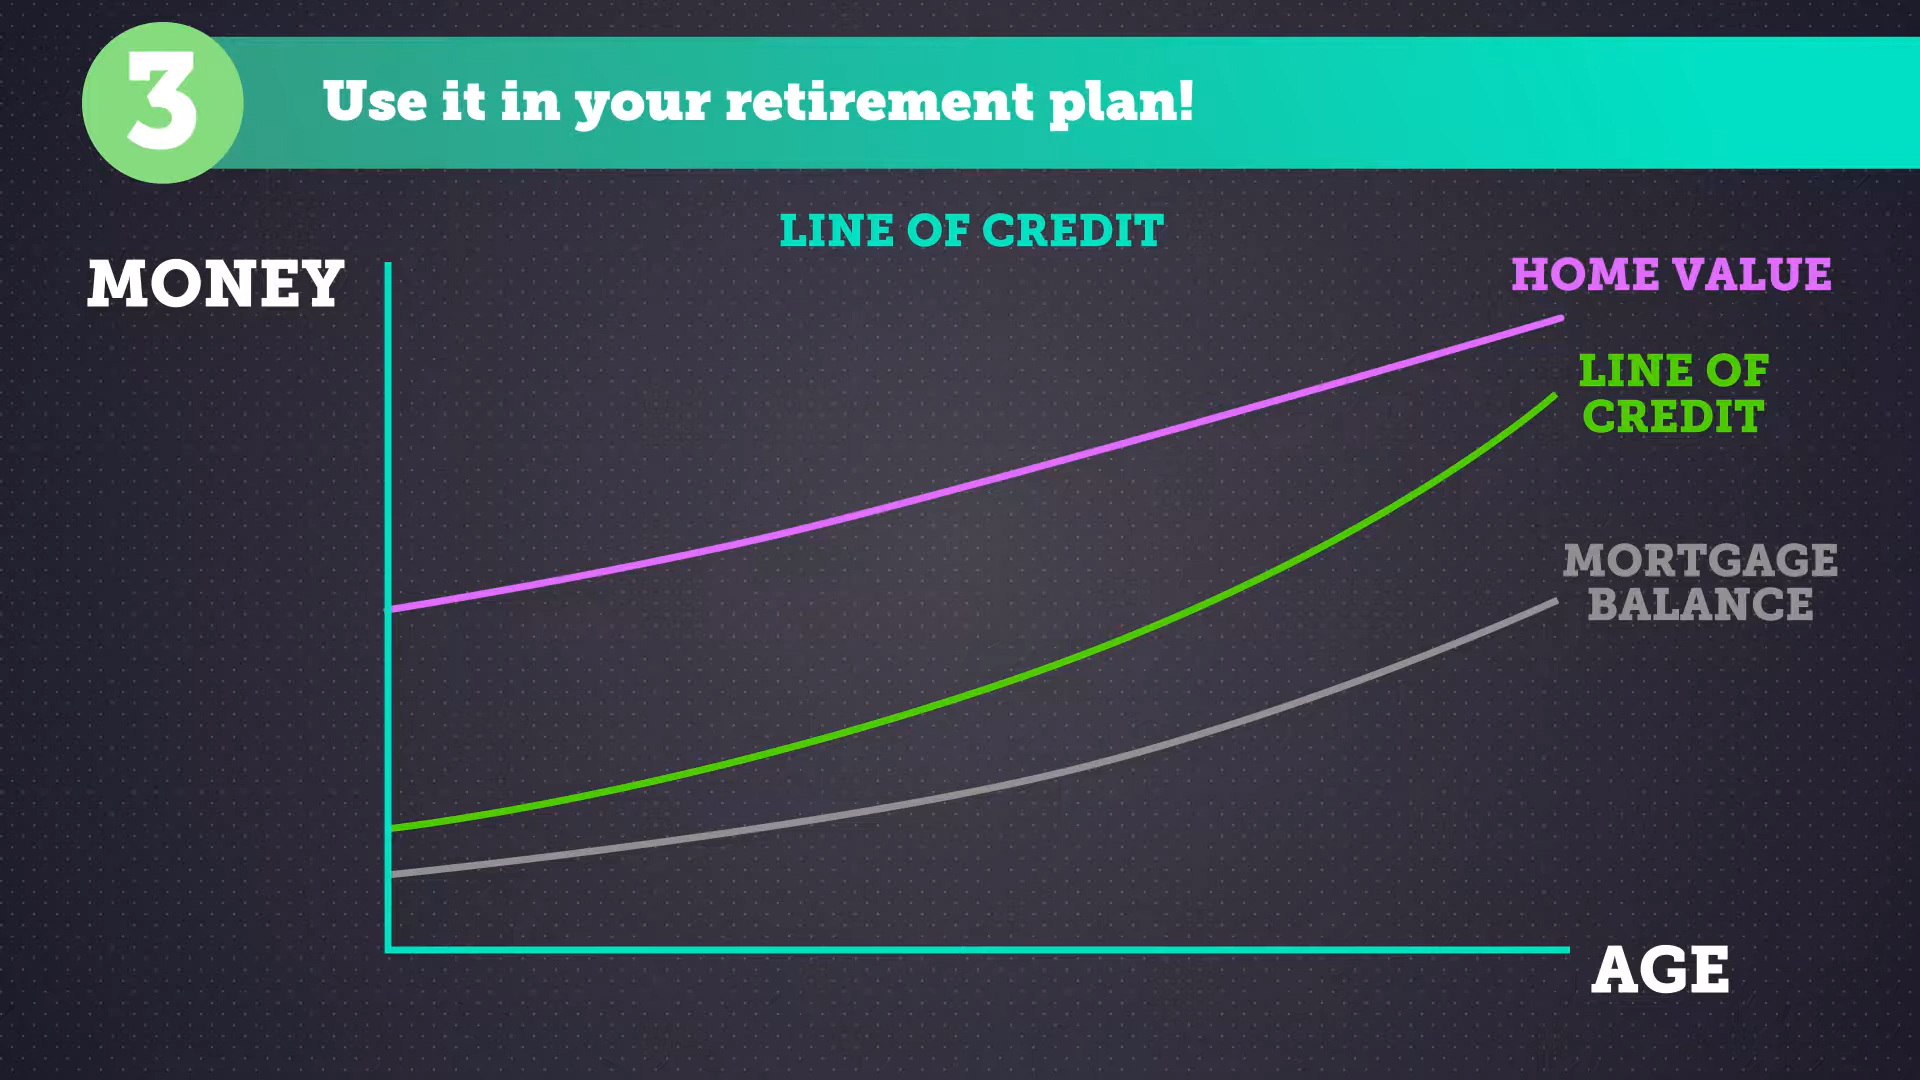 3
Use it in your retirement plan!
LINE OF CREDIT
MONEY
HOME VALUE
LINE OF
CREDIT
MORTGAGE
BALANCE
AGE